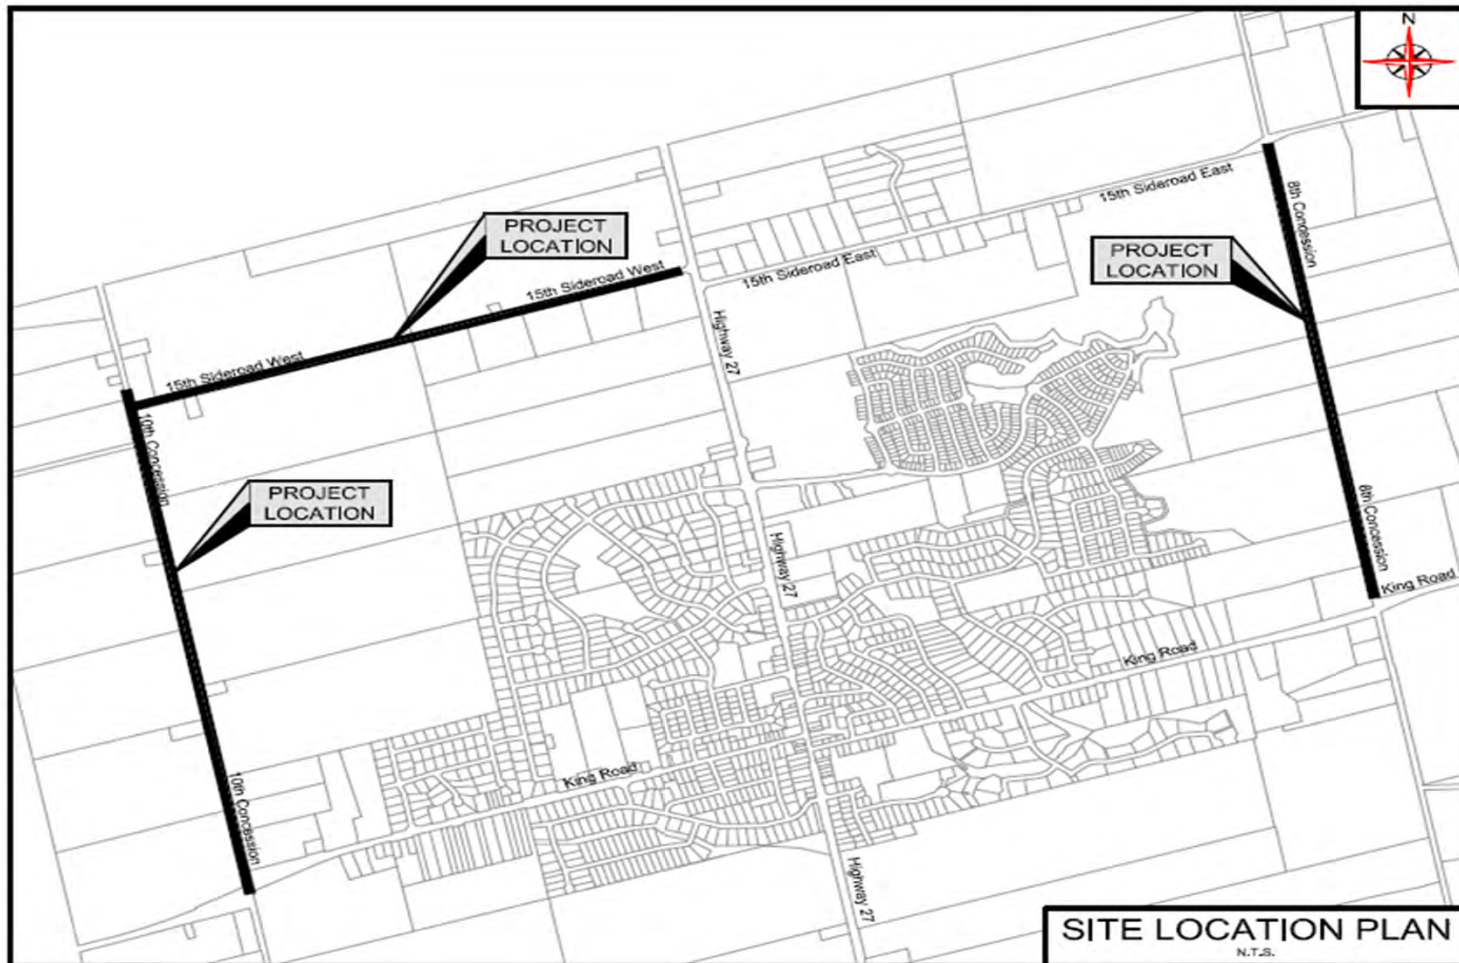 N
15th Sideroad East
8th Concession
PROJECT
LOCATION
PROJECT
LOCATION
15th Sideroad East
15th Sideroad West
Highway 27
15th Sideroad West
10th Concession
PROJECT
LOCATION
8th Concession
Highway 27
King Road
King Road
King Road
10th Concession
Highway 27
SITE LOCATION PLAN
N.T.S.